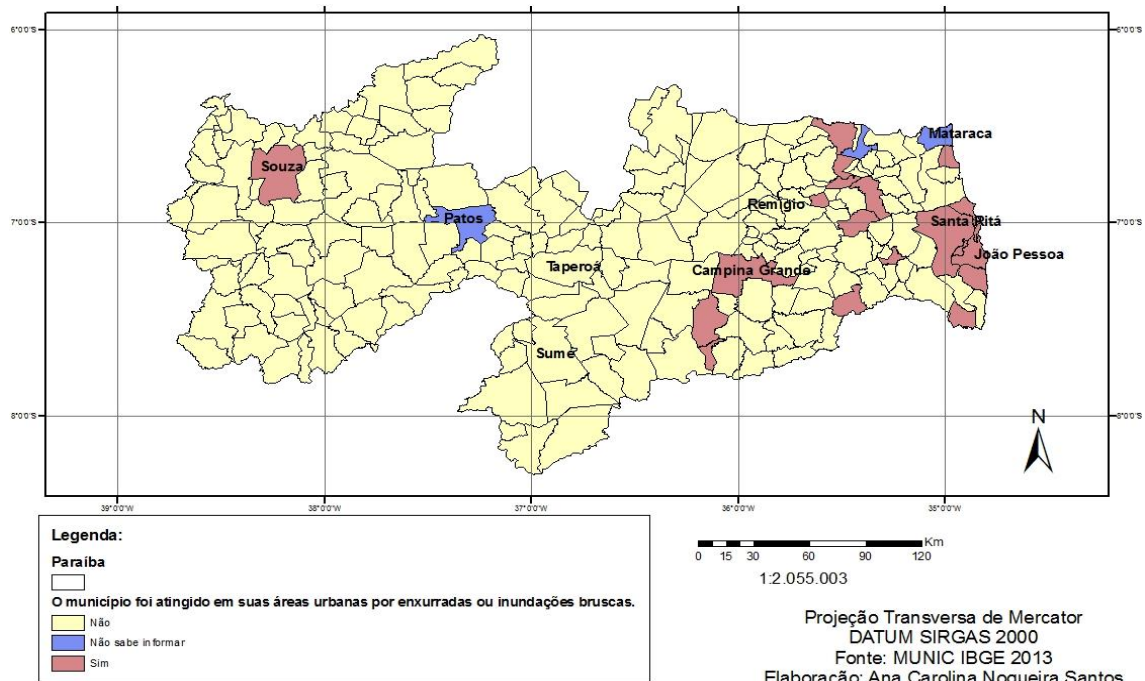 6°0'0"S
6°0'0"S
Mataraca
Souza
Remígio
7°0'0"S
Patos
Santa Ritá
7°0'0"S
João Pessoa
Taperoá
Campina Grande
Sumé
8°0'0"S
8°0'0"S
N
39°0'0"W
38°0'0"W
37°0'0"W
36°0'0"W
35°0'0"W
Legenda:
Paraíba
O município foi atingido em suas áreas urbanas por enxurradas ou inundações bruscas.
Não
Não sabe informar
Sim
Km
0 15 30 60 90 120
1:2.055.003
Projeção Transversa de Mercator
DATUM SIRGAS 2000
Fonte: MUNIC IBGE 2013
Elaboração: Ana Carolina Nogueira Santos